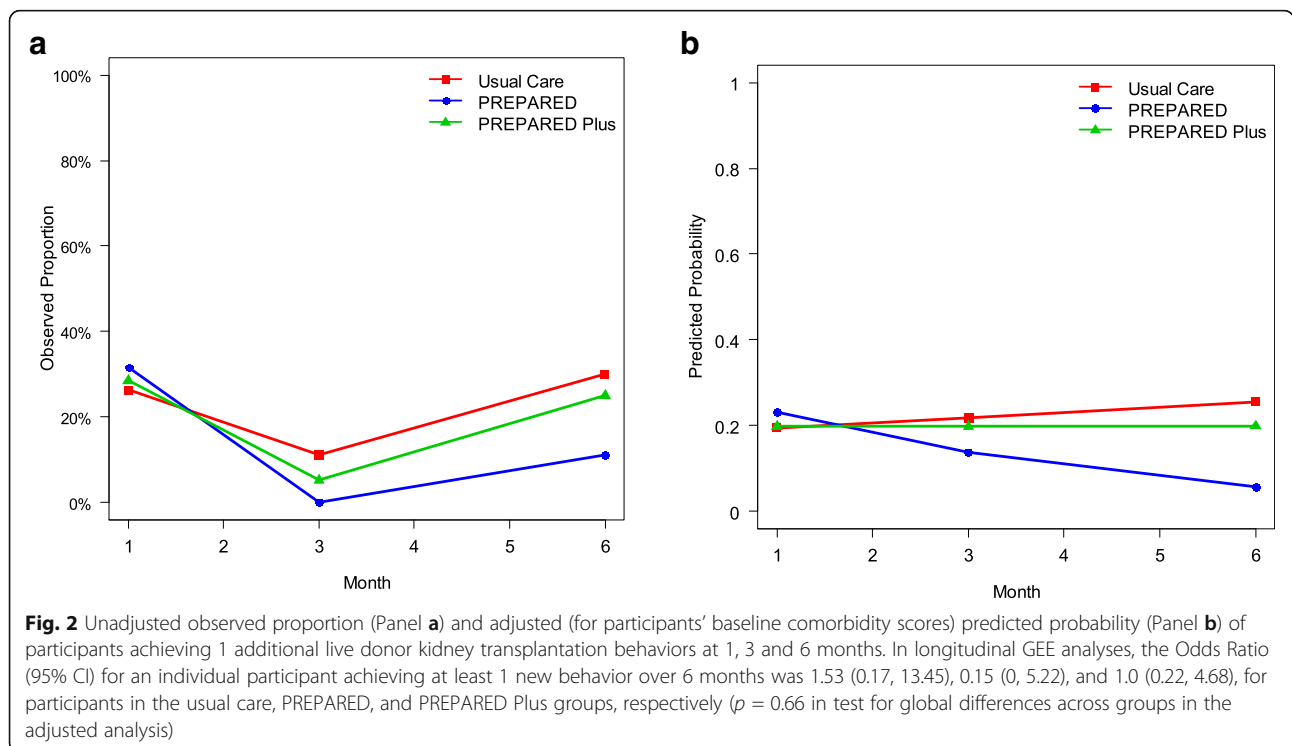 a
100%
80%
60%
40%
20%
0%
Observed Proportion
Usual Care
PREPARED
PREPARED Plus
1 2 3 4 5 6
Month
b
1
0.8
0.6
0.4
0.2
0
Predicted Probability
Usual Care
PREPARED
PREPARED Plus
1 2 3 4 5 6
Month
Fig. 2 Unadjusted observed proportion (Panel a) and adjusted (for participants’ baseline comorbidity scores) predicted probability (Panel b) of
participants achieving 1 additional live donor kidney transplantation behaviors at 1, 3 and 6 months. In longitudinal GEE analyses, the Odds Ratio
(95% CI) for an individual participant achieving at least 1 new behavior over 6 months was 1.53 (0.17, 13.45), 0.15 (0, 5.22), and 1.0 (0.22, 4.68), for
participants in the usual care, PREPARED, and PREPARED Plus groups, respectively (p = 0.66 in test for global differences across groups in the
adjusted analysis)